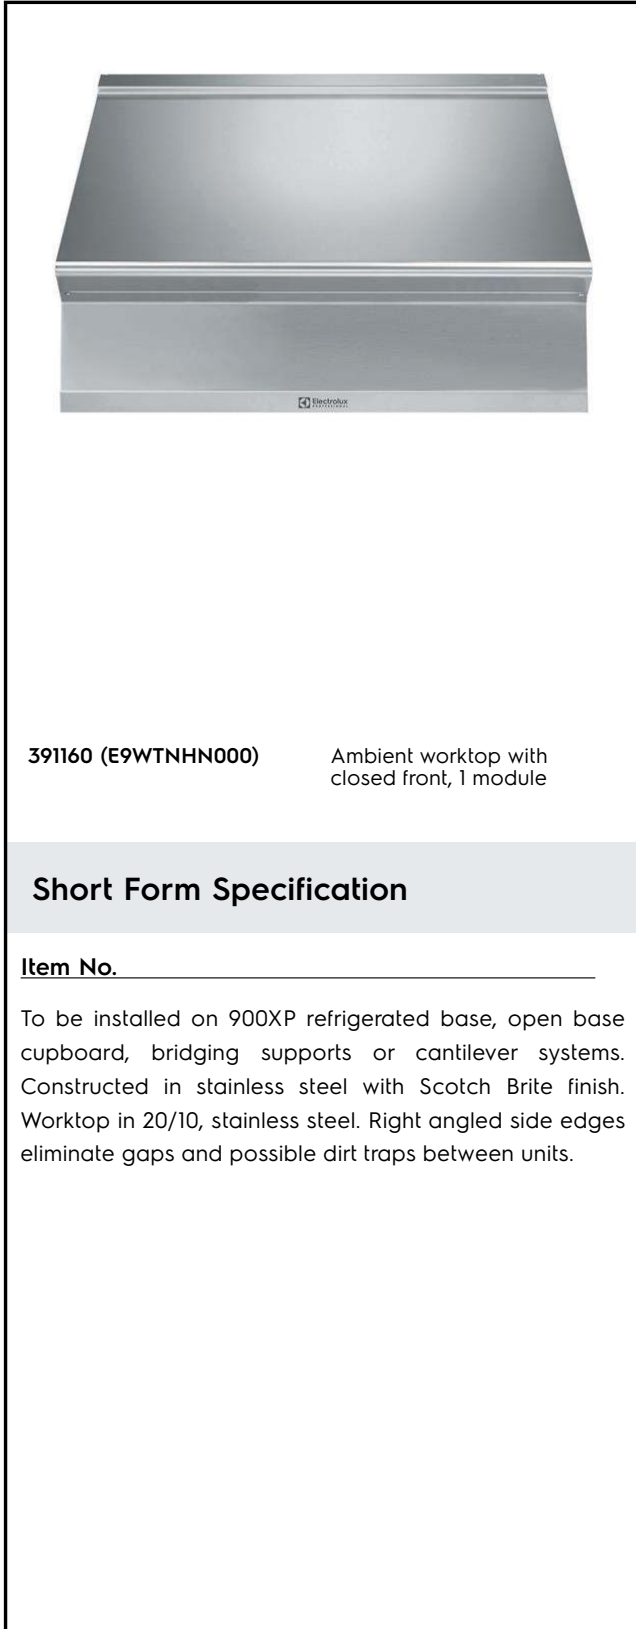 Electrolux
PROFESSIONAL
391160 (E9WTNHN000)
Ambient worktop with
closed front, 1 module
Short Form Specification
Item No.
To be installed on 900XP refrigerated base, open base
cupboard, bridging supports or cantilever systems.
Constructed in stainless steel with Scotch Brite finish.
Worktop in 20/10, stainless steel. Right angled side edges
eliminate gaps and possible dirt traps between units.